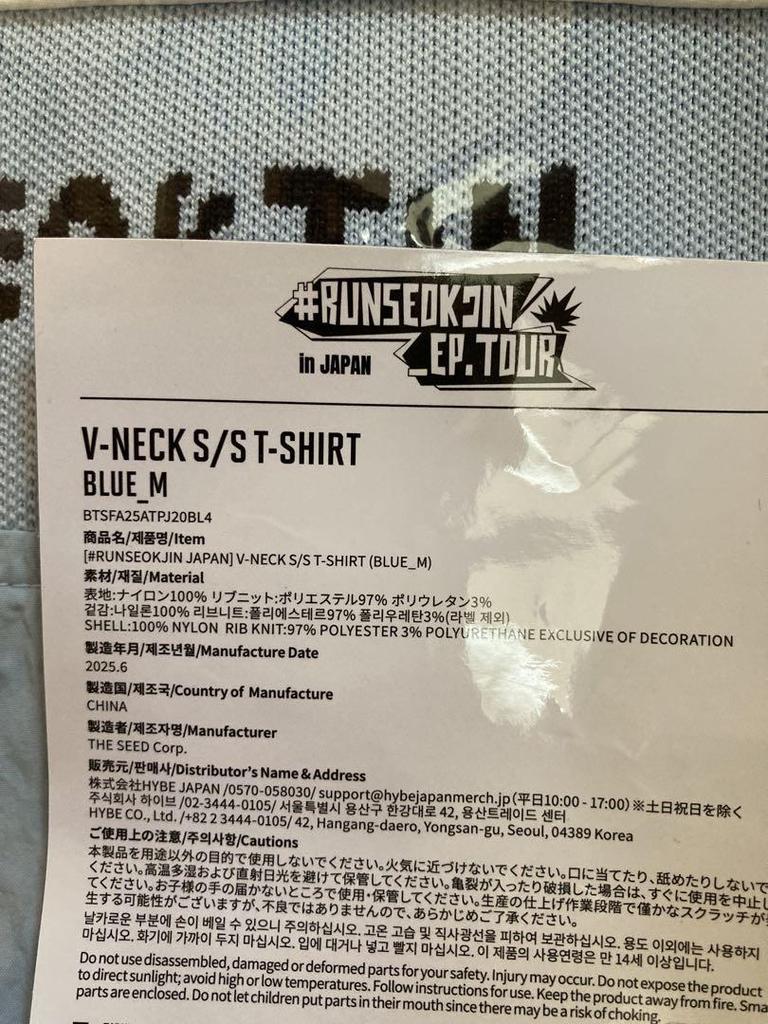 #RUNSEOKJIN
_EP.TOUR
in JAPAN
V-NECK S/S T-SHIRT
BLUE_M
BTSFA25ATPJ20BL4
商品名/제품명/Item
[#RUNSEOKJIN JAPAN] V-NECK S/S T-SHIRT (BLUE_M)
素材/재질/Material
表地:ナイロン100% リブニット:ポリエステル97% ポリウレタン3%
겉감:나일론100% 리브니트:폴리에스테르97% 폴리우레탄3%(라벨 제외)
SHELL:100% NYLON RIB KNIT:97% POLYESTER 3% POLYURETHANE EXCLUSIVE OF DECORATION
製造年月/제조년월/Manufacture Date
2025.6
製造国/제조국/Country of Manufacture
CHINA
製造者/제조자명/Manufacturer
THE SEED Corp.
販売元/판매사/Distributor's Name & Address
株式会社HYBE JAPAN /0570-058030/ support@hybejapanmerch.jp（平日10:00 - 17:00）※土日祝日を除く
주식회사 하이브 /02-3444-0105/ 서울특별시 용산구 한강대로 42, 용산트레이드 센터
HYBE CO., Ltd. /+82 2 3444-0105/ 42, Hangang-daero, Yongsan-gu, Seoul, 04389 Korea
ご使用上の注意/주의사항/Cautions
本製品を用途以外の目的で使用しないでください。火気に近づけないでください。口に当てたり、舐めたりしないで
ください。高温多湿および直射日光を避けて保管してください。亀裂が入ったり破損した場合は、すぐに使用を中止し
てください。お子様の手の届かないところで使用・保管してください。生産の仕上げ作業段階で僅かなスクラッチが
生する可能性がございますが、不良ではありませんので、あらかじめご了承ください。
날카로운 부분에 손이 베일 수 있으니 주의하십시오. 고온 고습 및 직사광선을 피하여 보관하십시오. 용도 이외에는 사용하지
마십시오. 화기에 가까이 두지 마십시오. 입에 대거나 넣고 빨지 마십시오. 이 제품의 사용연령은 만 14세 이상입니다.
Do not use disassembled, damaged or deformed parts for your safety. Injury may occur. Do not expose the product
to direct sunlight; avoid high or low temperatures. Follow instructions for use. Keep the product away from fire. Sma
parts are enclosed. Do not let children put parts in their mouth since there may be a risk of choking.